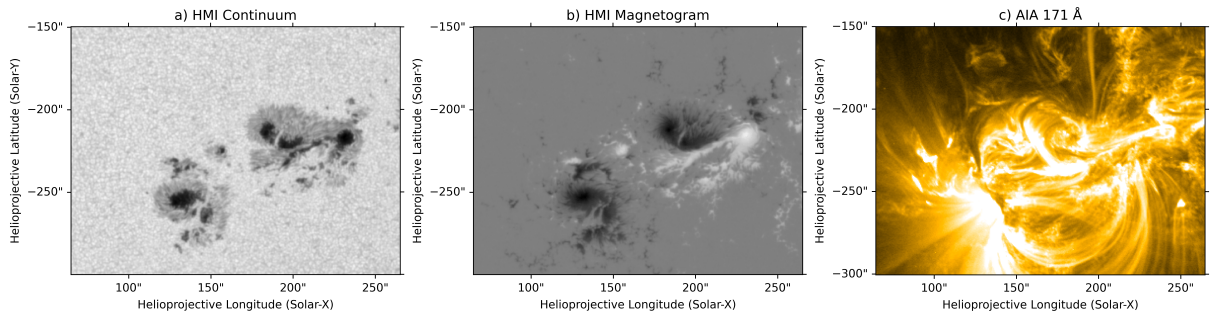 a) HMI Continuum
−150"
−200"
−250"
100"
150"
200"
250"
Helioprojective Longitude (Solar-X)
Helioprojective Latitude (Solar-Y)
b) HMI Magnetogram
−150"
−200"
−250"
100"
150"
200"
250"
Helioprojective Longitude (Solar-X)
Helioprojective Latitude (Solar-Y)
c) AIA 171 Å
−150"
−200"
−250"
−300"
100"
150"
200"
250"
Helioprojective Longitude (Solar-X)
Helioprojective Latitude (Solar-Y)